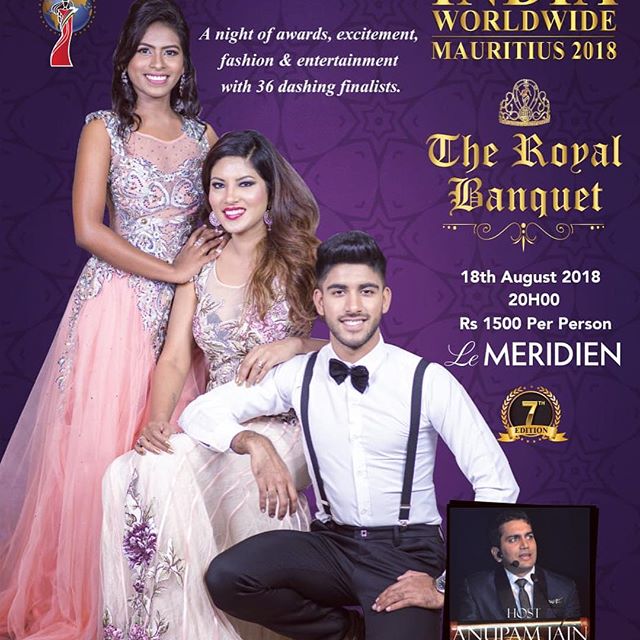 A night of awards, excitement,
fashion & entertainment
with 36 dashing finalists.
INDIA
WORLDWIDE
MAURITIUS 2018
The Royal
Banquet
18th August 2018
20H00
Rs 1500 Per Person
Le MERIDIEN
7TH
EDITION
HOST
ANUPAM JAIN